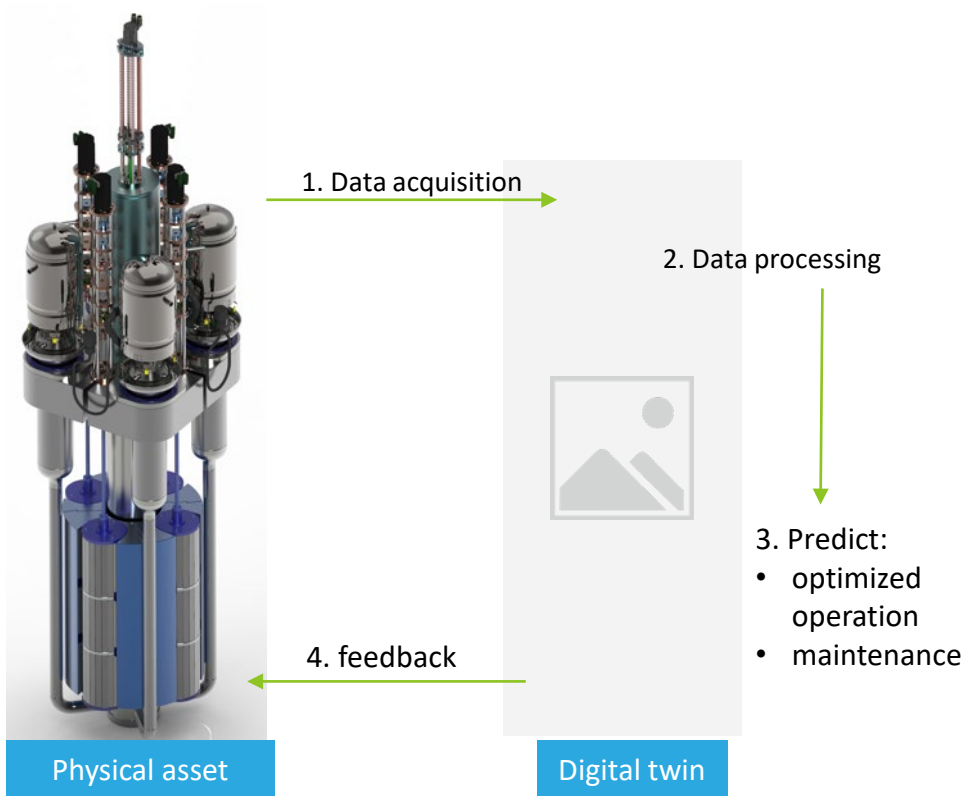 1. Data acquisition
2. Data processing
3. Predict:
• optimized
operation
• maintenance
4. feedback
Physical asset
Digital twin